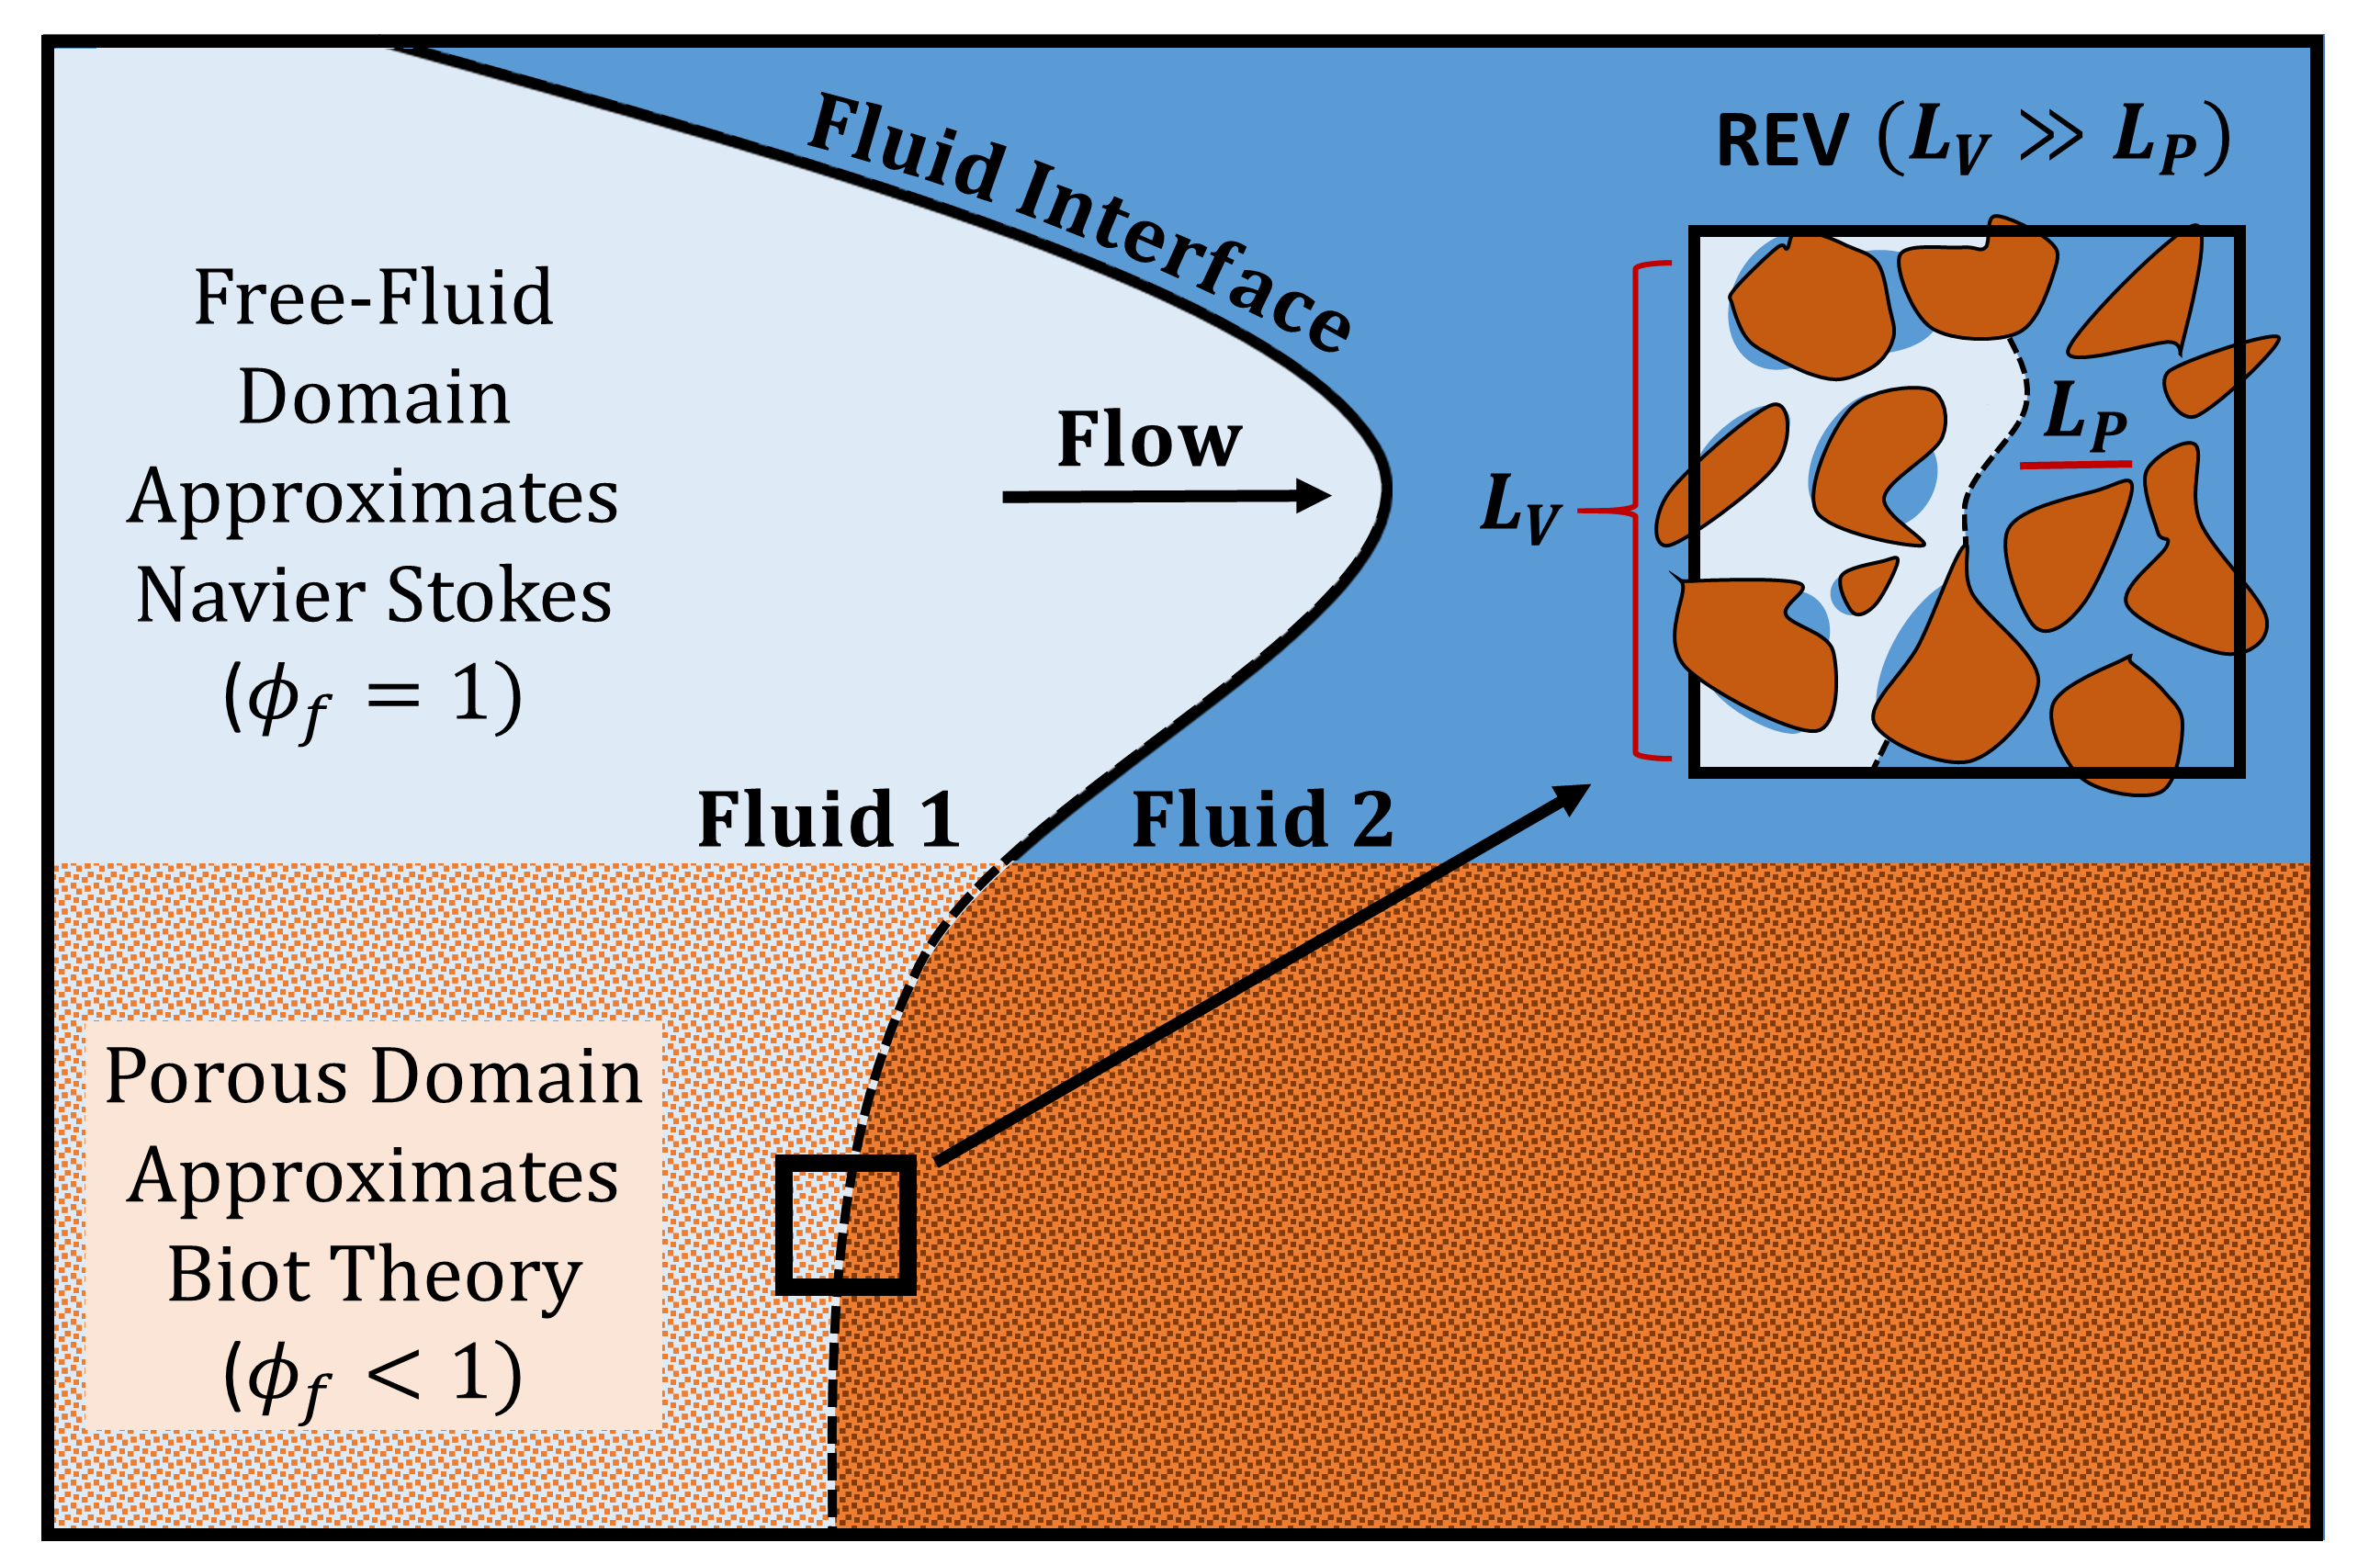 Fluid Interface
REV (L_V ≫ L_P)
Free-Fluid
Domain
Approximates
Navier Stokes
(ϕ_f = 1)
Flow
L_V
L_P
Fluid 1
Fluid 2
Porous Domain
Approximates
Biot Theory
(ϕ_f < 1)